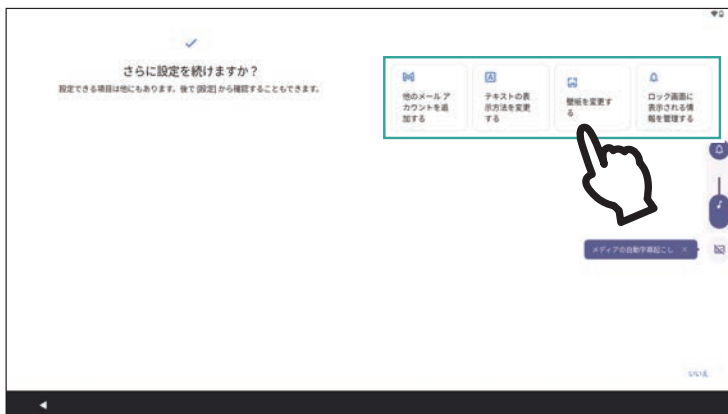 さらに設定を続けますか？
設定できる項目は他にもあります。後で [設定] から確認することもできます。
他のメール ア
カウントを追
加する
テキストの表
示方法を変更
する
壁紙を変更す
る
ロック画面に
表示される情
報を管理する
メディアの自動字幕起こし ×
いいえ